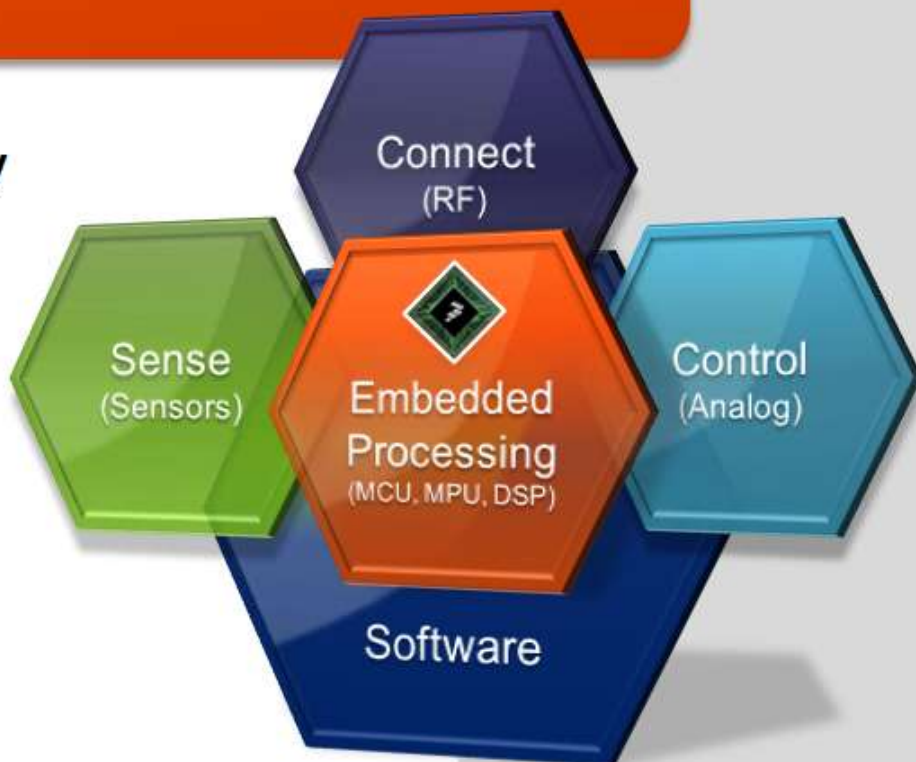 Connect
(RF)
Sense
(Sensors)
Embedded
Processing
(MCU, MPU, DSP)
Control
(Analog)
Software